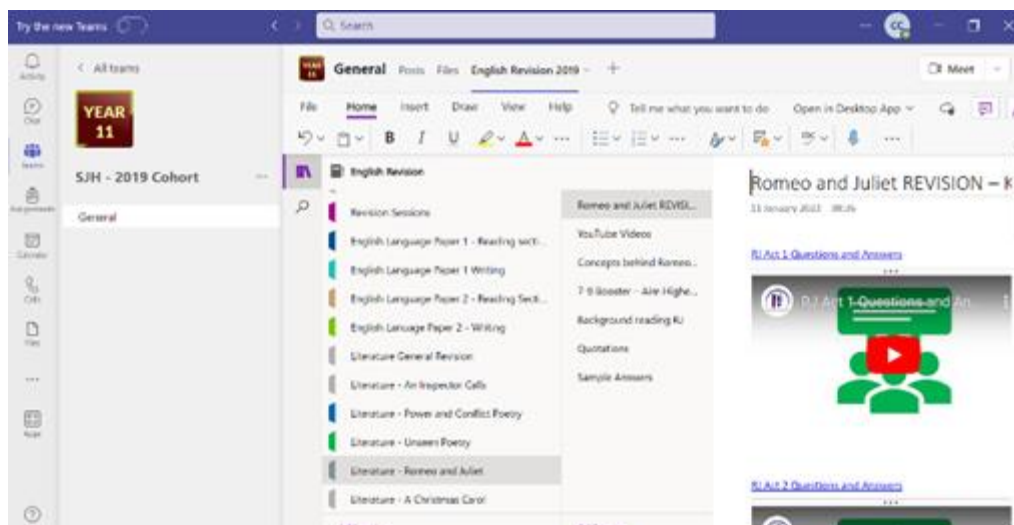 Try the new Teams
Search
CC
Activity
Chat
Teams
Assignments
Calendar
Calls
Files
Apps
All teams
YEAR
11
SJH - 2019 Cohort
General
YEAR
11
General Posts Files English Revision 2019
Meet
File Home Insert Draw View Help Tell me what you want to do Open in Desktop App
B I U A
English Revision
Revision Sessions
English Language Paper 1 - Reading secti...
English Language Paper 1 Writing
English Language Paper 2 - Reading Secti...
English Lanuage Paper 2 - Writing
Literature General Revision
Literature - An Inspector Calls
Literature - Power and Conflict Poetry
Literature - Unseen Poetry
Literature - Romeo and Juliet
Literature - A Christmas Carol
Romeo and Juliet REVISI...
YouTube Videos
Concepts behind Romeo...
7-9 Booster - Aim Highe...
Background reading RJ
Quotations
Sample Answers
Romeo and Juliet REVISION – K
11 January
RJ Act 1 Questions and Answers
RJ Act 1 Questions and An
RJ Act 2 Questions and Answers